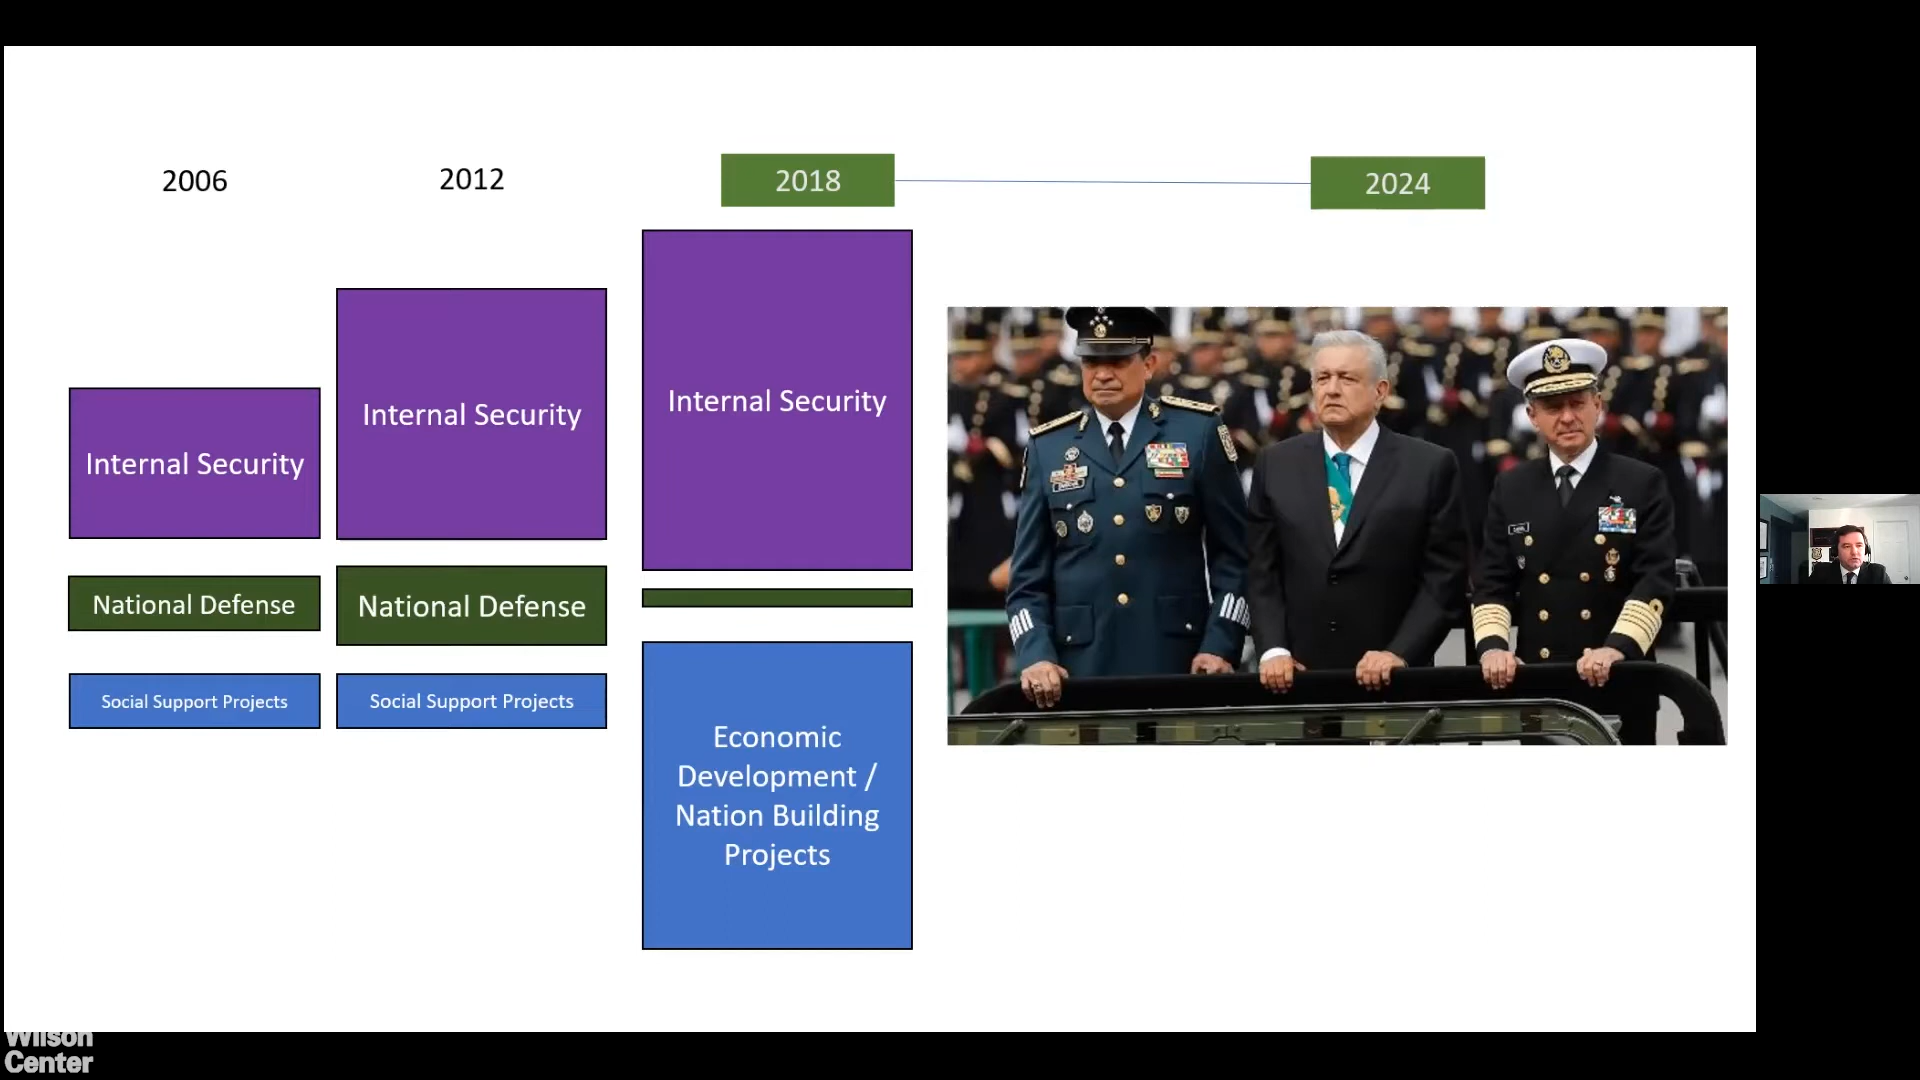 2006
2012
2018
2024
Internal Security
Internal Security
Internal Security
National Defense
National Defense
Social Support Projects
Social Support Projects
Economic
Development /
Nation Building
Projects
Wilson
Center